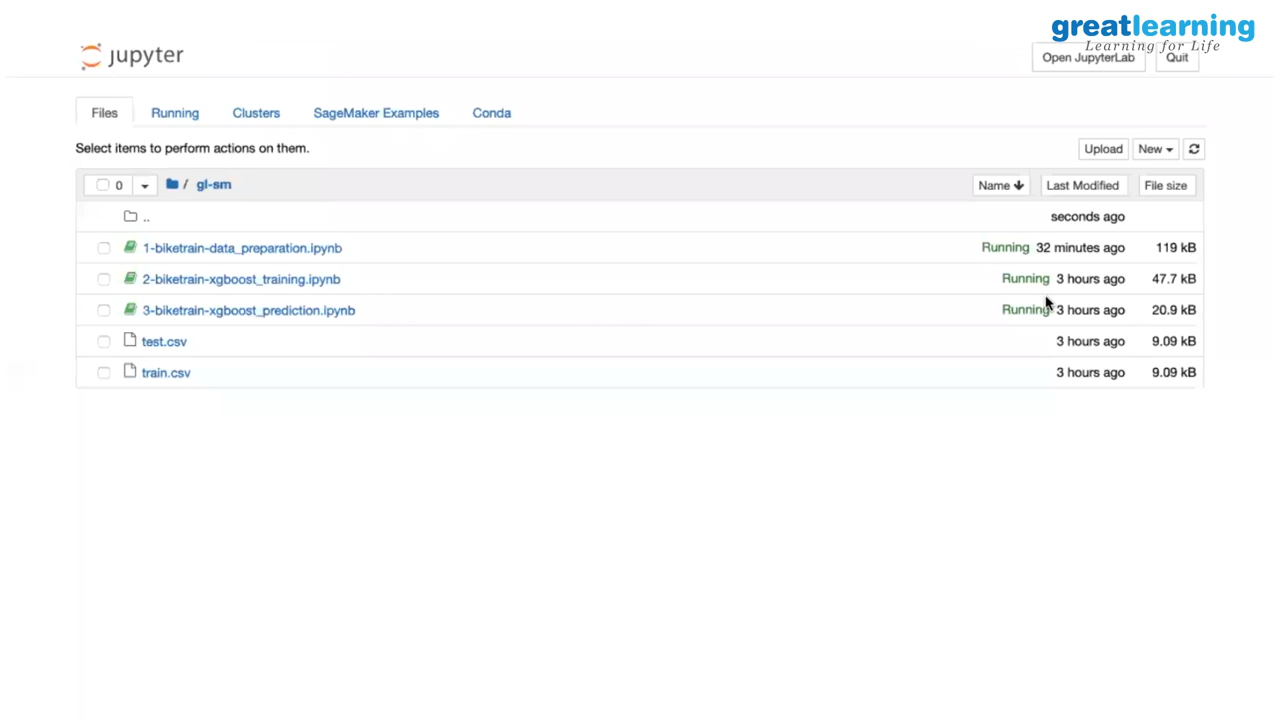 greatlearning
Learning for Life
jupyter
Open JupyterLab Quit
Files Running Clusters SageMaker Examples Conda
Select items to perform actions on them.
Upload New
0 / gl-sm Name Last Modified File size
.. seconds ago
1-biketrain-data_preparation.ipynb Running 32 minutes ago 119 kB
2-biketrain-xgboost_training.ipynb Running 3 hours ago 47.7 kB
3-biketrain-xgboost_prediction.ipynb Running 3 hours ago 20.9 kB
test.csv 3 hours ago 9.09 kB
train.csv 3 hours ago 9.09 kB